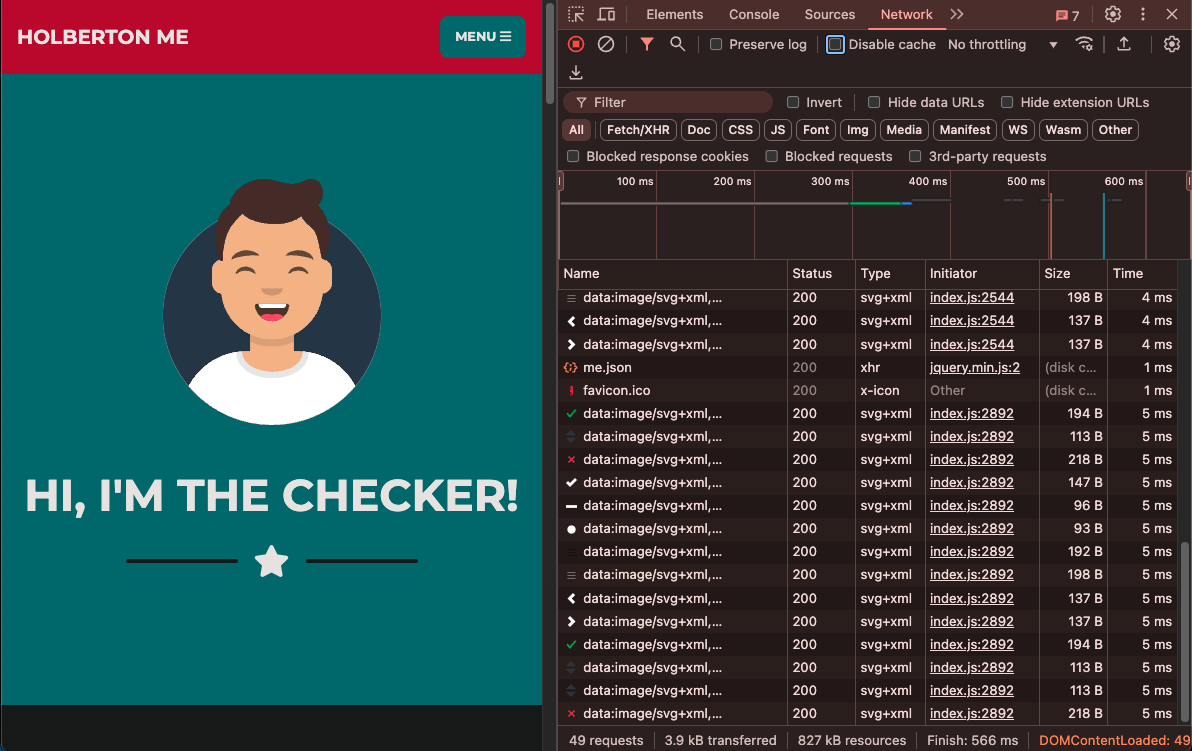 HOLBERTON ME
MENU
HI, I'M THE CHECKER!
Elements Console Sources Network 7
Preserve log Disable cache No throttling
Filter Invert Hide data URLs Hide extension URLs
All Fetch/XHR Doc CSS JS Font Img Media Manifest WS Wasm Other
Blocked response cookies Blocked requests 3rd-party requests
100 ms 200 ms 300 ms 400 ms 500 ms 600 ms
Name Status Type Initiator Size Time
data:image/svg+xml,... 200 svg+xml index.js:2544 198 B 4 ms
data:image/svg+xml,... 200 svg+xml index.js:2544 137 B 4 ms
data:image/svg+xml,... 200 svg+xml index.js:2544 137 B 4 ms
me.json 200 xhr jquery.min.js:2 (disk c... 1 ms
favicon.ico 200 x-icon Other (disk c... 1 ms
data:image/svg+xml,... 200 svg+xml index.js:2892 194 B 5 ms
data:image/svg+xml,... 200 svg+xml index.js:2892 113 B 5 ms
data:image/svg+xml,... 200 svg+xml index.js:2892 218 B 5 ms
data:image/svg+xml,... 200 svg+xml index.js:2892 147 B 5 ms
data:image/svg+xml,... 200 svg+xml index.js:2892 96 B 5 ms
data:image/svg+xml,... 200 svg+xml index.js:2892 93 B 5 ms
data:image/svg+xml,... 200 svg+xml index.js:2892 192 B 5 ms
data:image/svg+xml,... 200 svg+xml index.js:2892 198 B 5 ms
data:image/svg+xml,... 200 svg+xml index.js:2892 137 B 5 ms
data:image/svg+xml,... 200 svg+xml index.js:2892 137 B 5 ms
data:image/svg+xml,... 200 svg+xml index.js:2892 194 B 5 ms
data:image/svg+xml,... 200 svg+xml index.js:2892 113 B 5 ms
data:image/svg+xml,... 200 svg+xml index.js:2892 113 B 5 ms
data:image/svg+xml,... 200 svg+xml index.js:2892 218 B 5 ms
49 requests 3.9 kB transferred 827 kB resources Finish: 566 ms DOMContentLoaded: 49